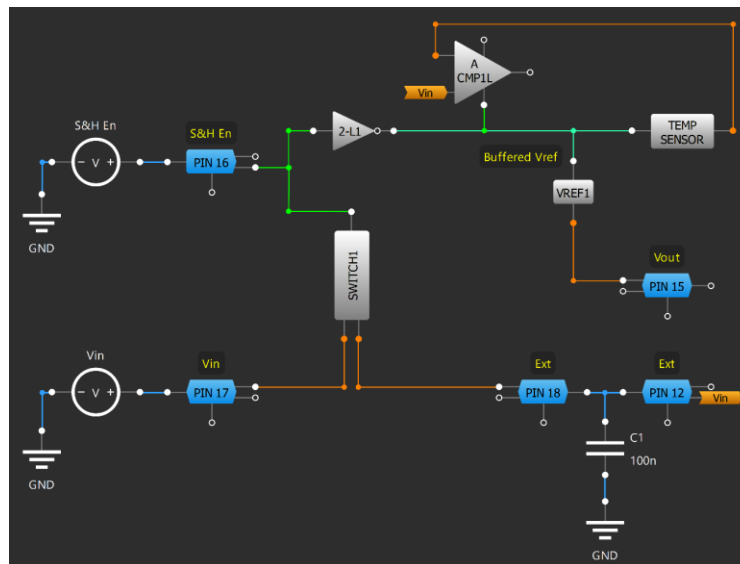 A
CMP1L
Vin
S&H En
S&H En
2-L1
TEMP
SENSOR
- V +
PIN 16
Buffered Vref
VREF1
GND
SWITCH1
Vout
PIN 15
Vin
Vin
Ext
Ext
- V +
PIN 17
PIN 18
PIN 12
Vin
C1
100n
GND
GND